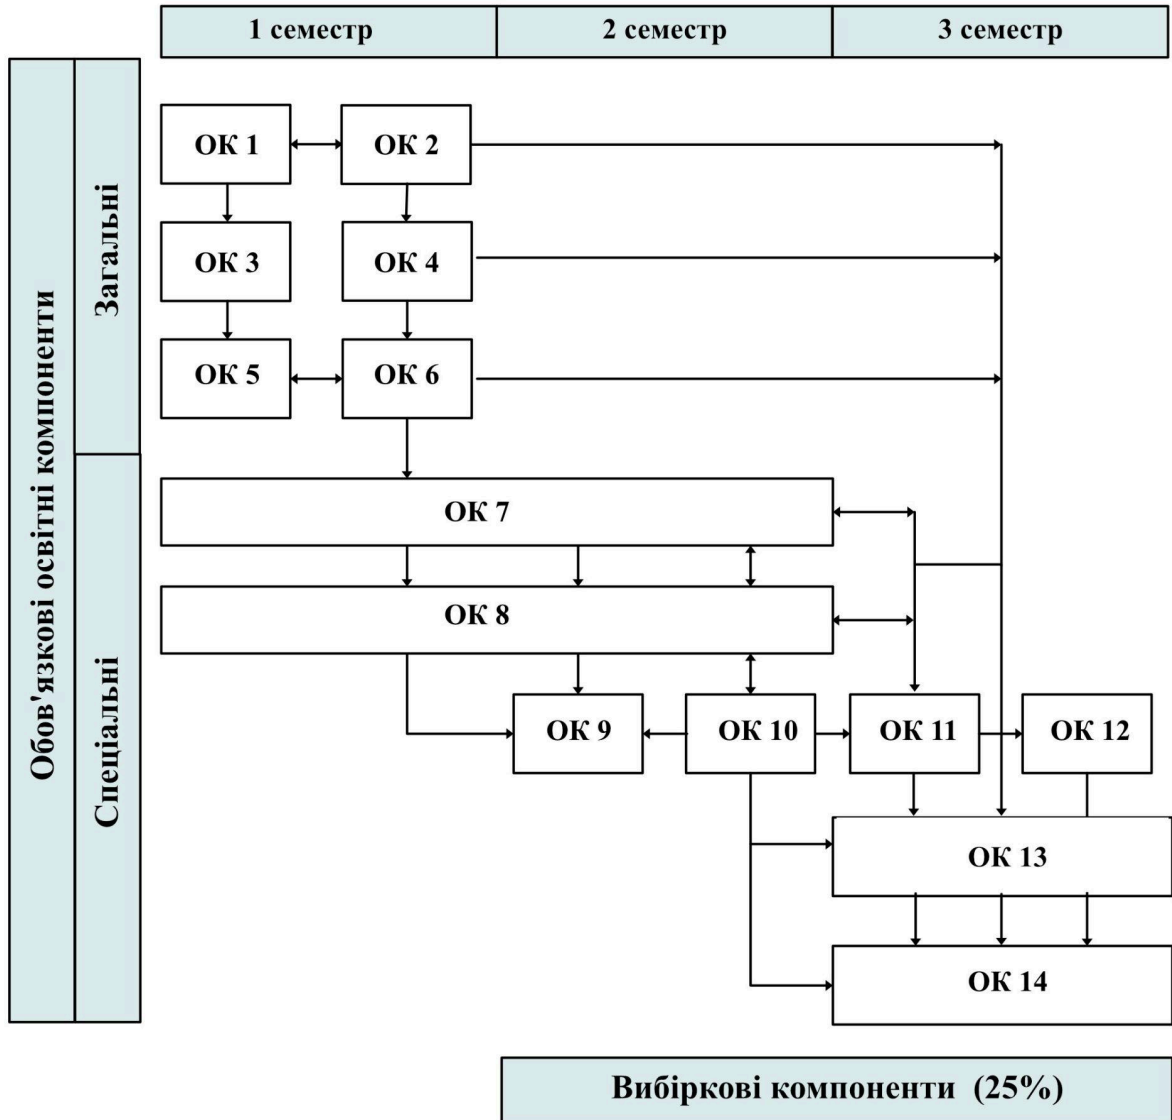 1 семестр
2 семестр
3 семестр
Обов'язкові освітні компоненти
Загальні
Спеціальні
ОК 1
ОК 2
ОК 3
ОК 4
ОК 5
ОК 6
ОК 7
ОК 8
ОК 9
ОК 10
ОК 11
ОК 12
ОК 13
ОК 14
Вибіркові компоненти (25%)